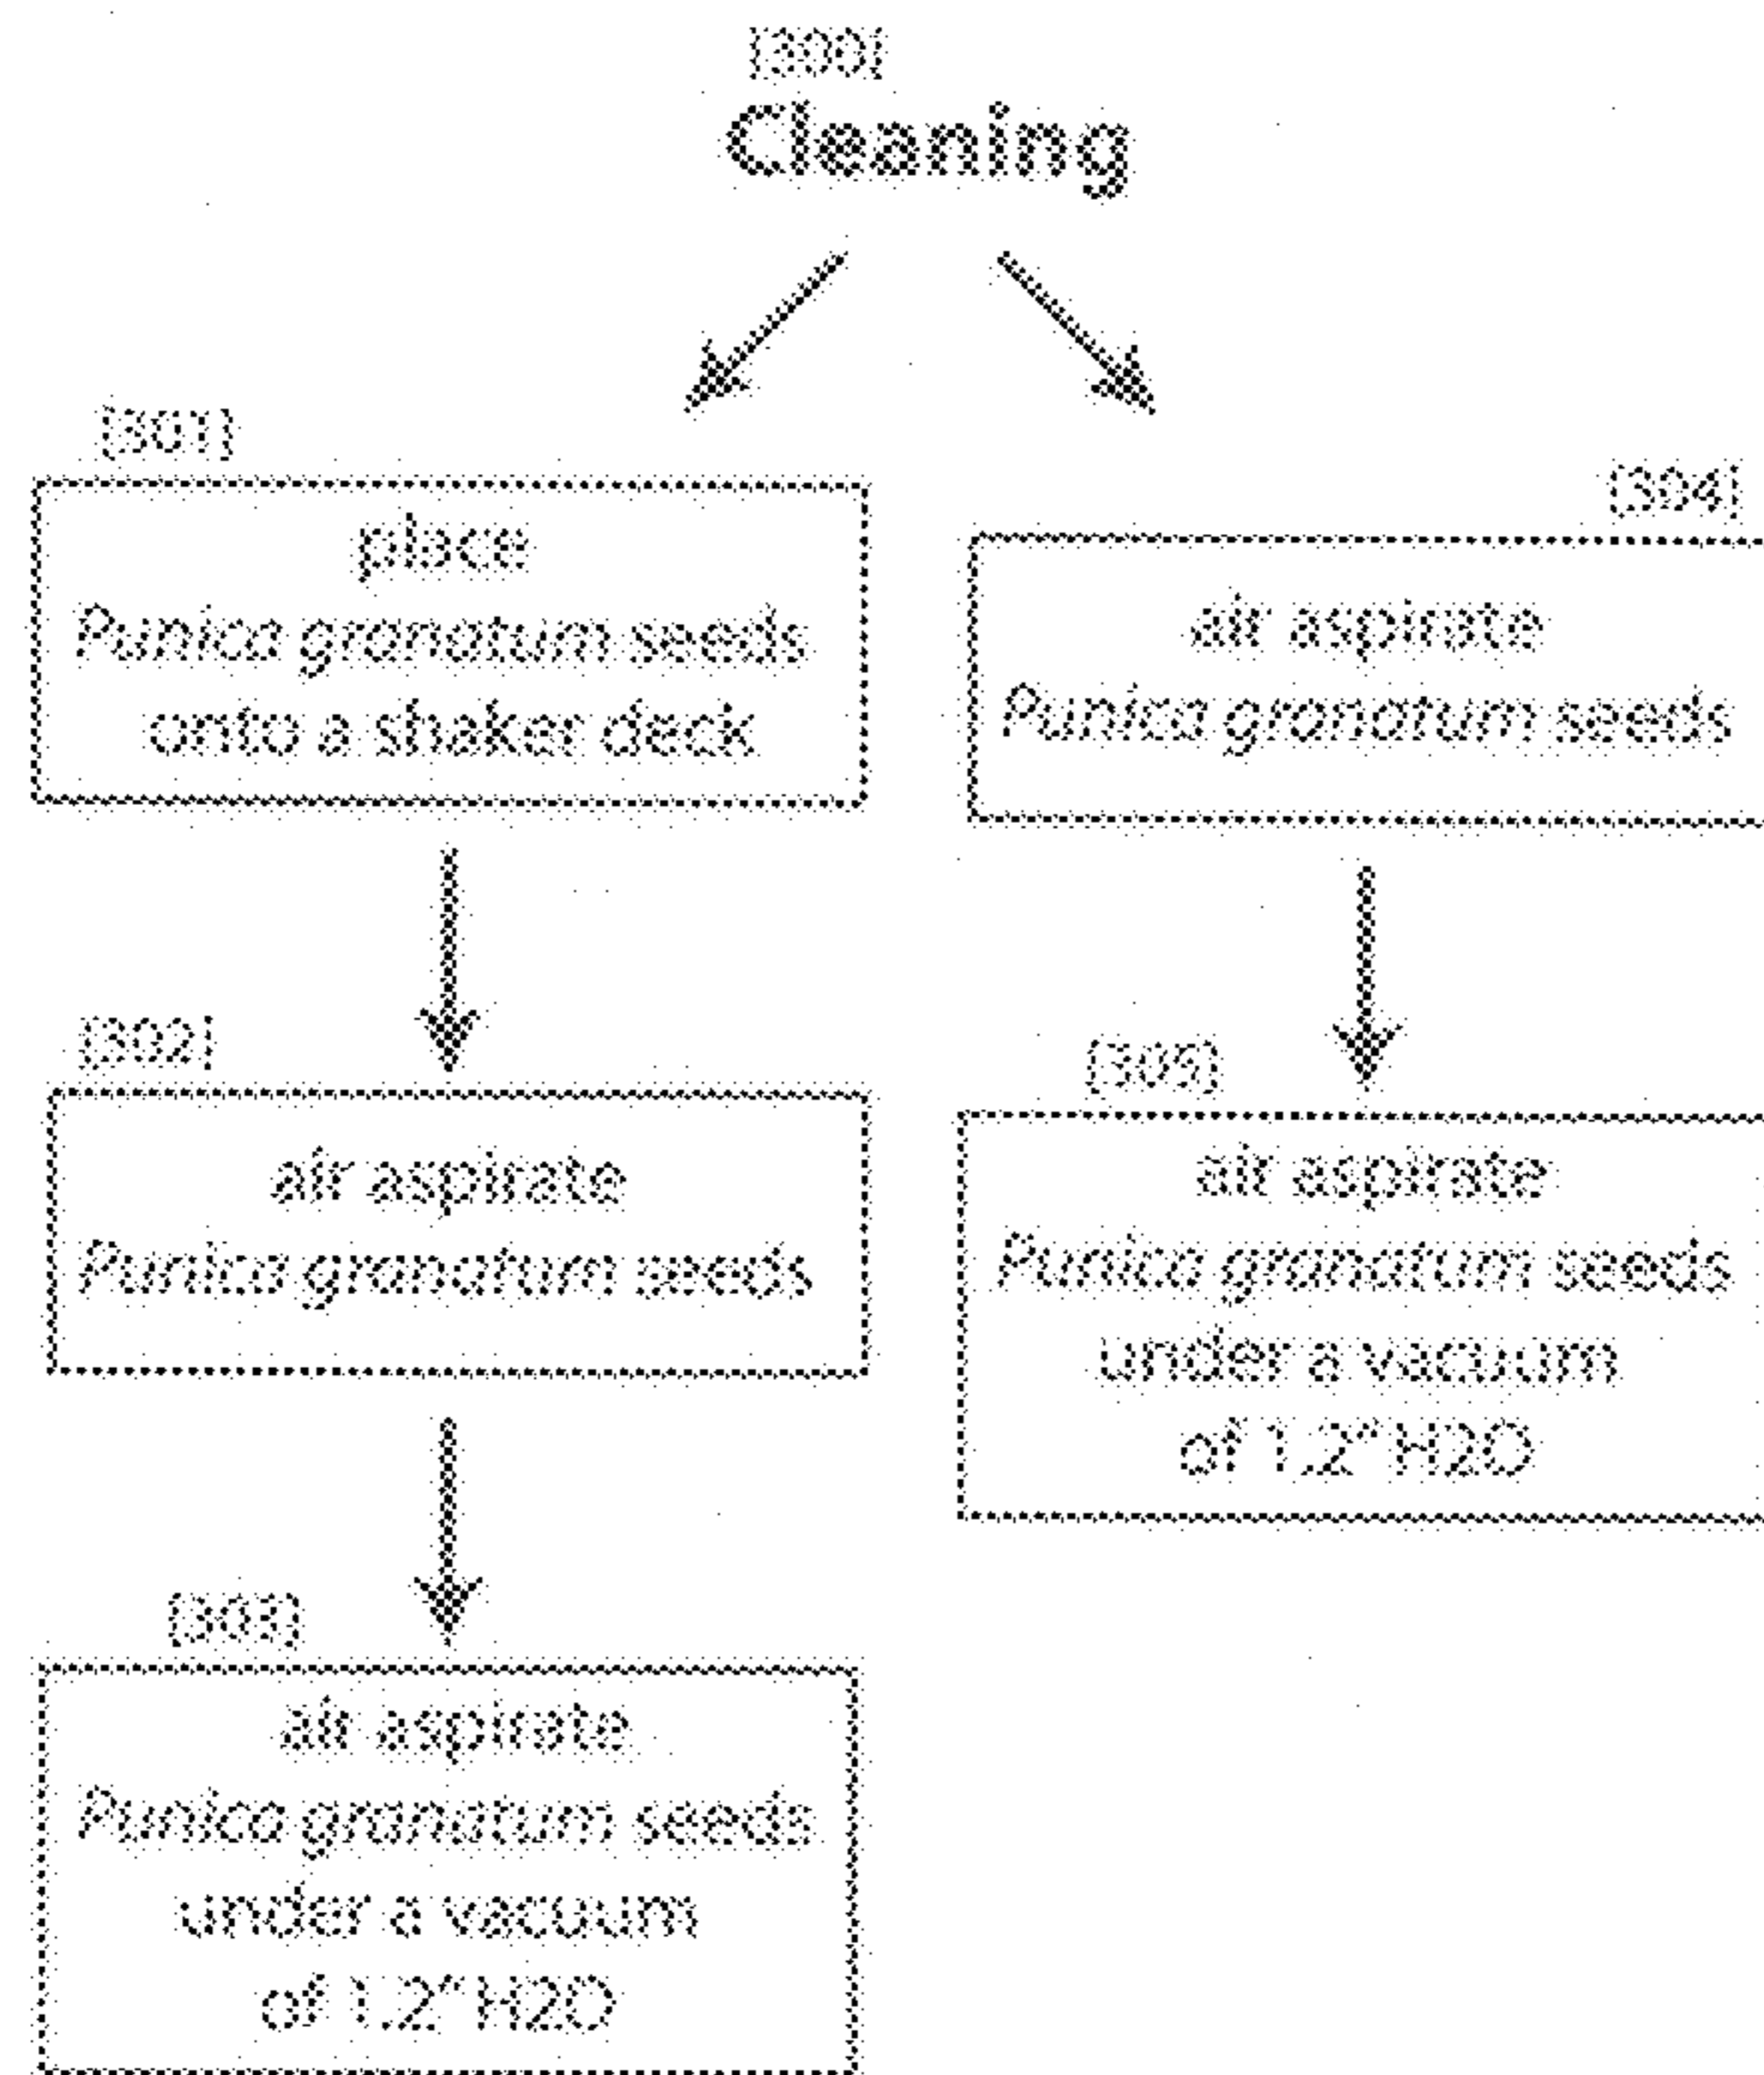 [300]
Cleaning
[301]
place
Punica granatum seeds
onto a shaker deck
[302]
air aspirate
Punica granatum seeds
[303]
air aspirate
Punica granatum seeds
under a vacuum
of 1.2" H2O
[304]
air aspirate
Punica granatum seeds
[305]
air aspirate
Punica granatum seeds
under a vacuum
of 1.2" H2O